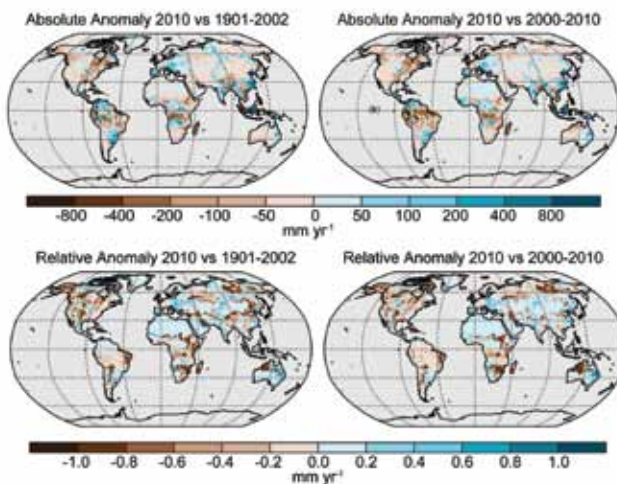 Absolute Anomaly 2010 vs 1901-2002
Absolute Anomaly 2010 vs 2000-2010
-800 -400 -200 -100 -50 0 50 100 200 400 800
mm yr⁻¹
Relative Anomaly 2010 vs 1901-2002
Relative Anomaly 2010 vs 2000-2010
-1.0 -0.8 -0.6 -0.4 -0.2 0.0 0.2 0.4 0.6 0.8 1.0
mm yr⁻¹